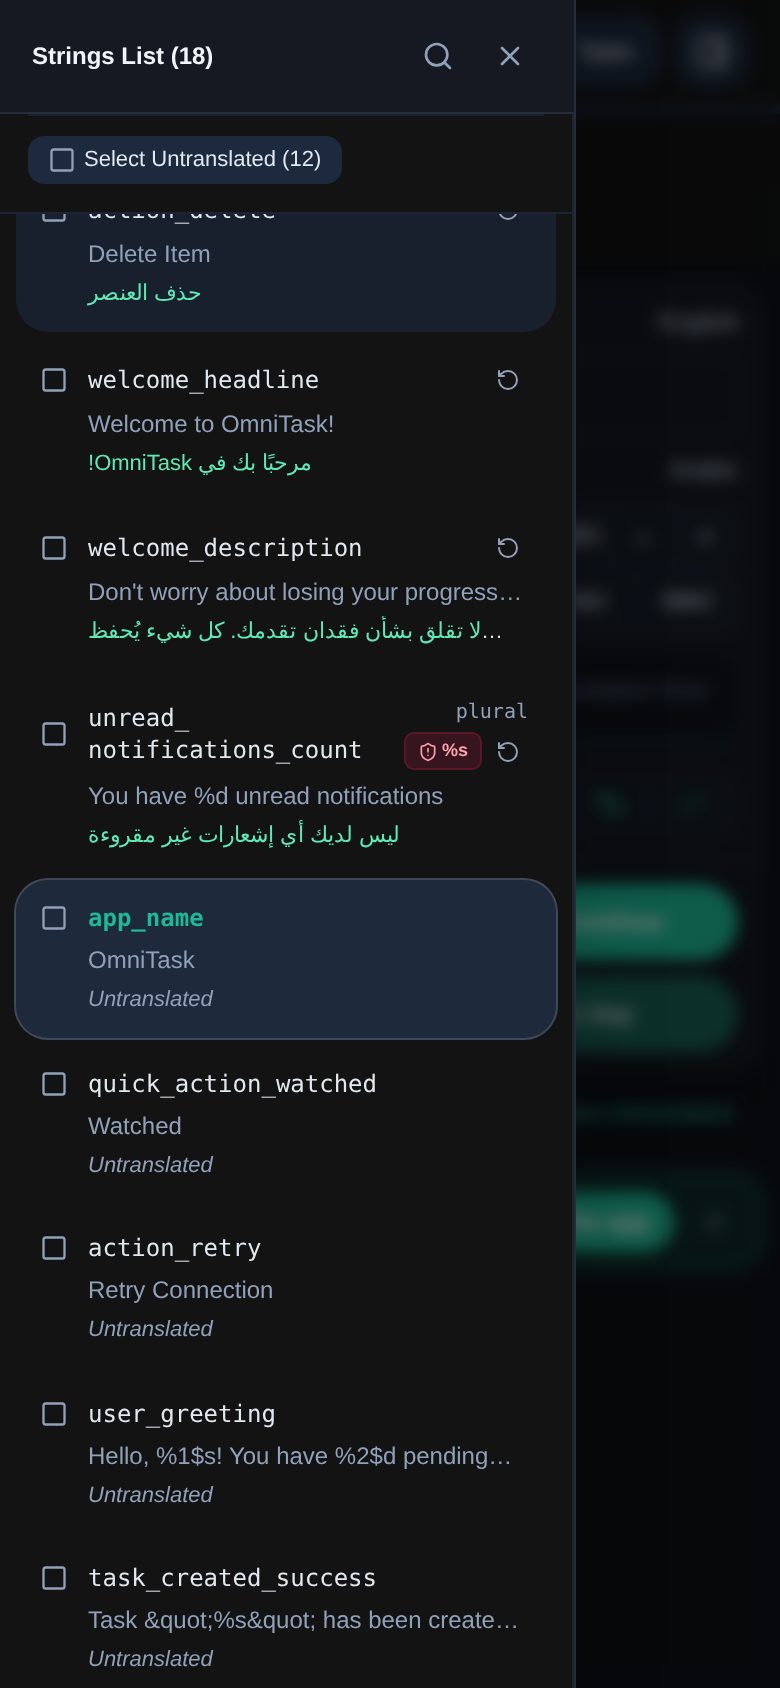 Strings List (18)
Select Untranslated (12)
action_delete
Delete Item
حذف العنصر
welcome_headline
Welcome to OmniTask!
مرحبًا بك في OmniTask!
welcome_description
Don't worry about losing your progress…
لا تقلق بشأن فقدان تقدمك. كل شيء يُحفظ…
unread_
notifications_count
plural
%s
You have %d unread notifications
ليس لديك أي إشعارات غير مقروءة
app_name
OmniTask
Untranslated
quick_action_watched
Watched
Untranslated
action_retry
Retry Connection
Untranslated
user_greeting
Hello, %1$s! You have %2$d pending…
Untranslated
task_created_success
Task &quot;%s&quot; has been create…
Untranslated